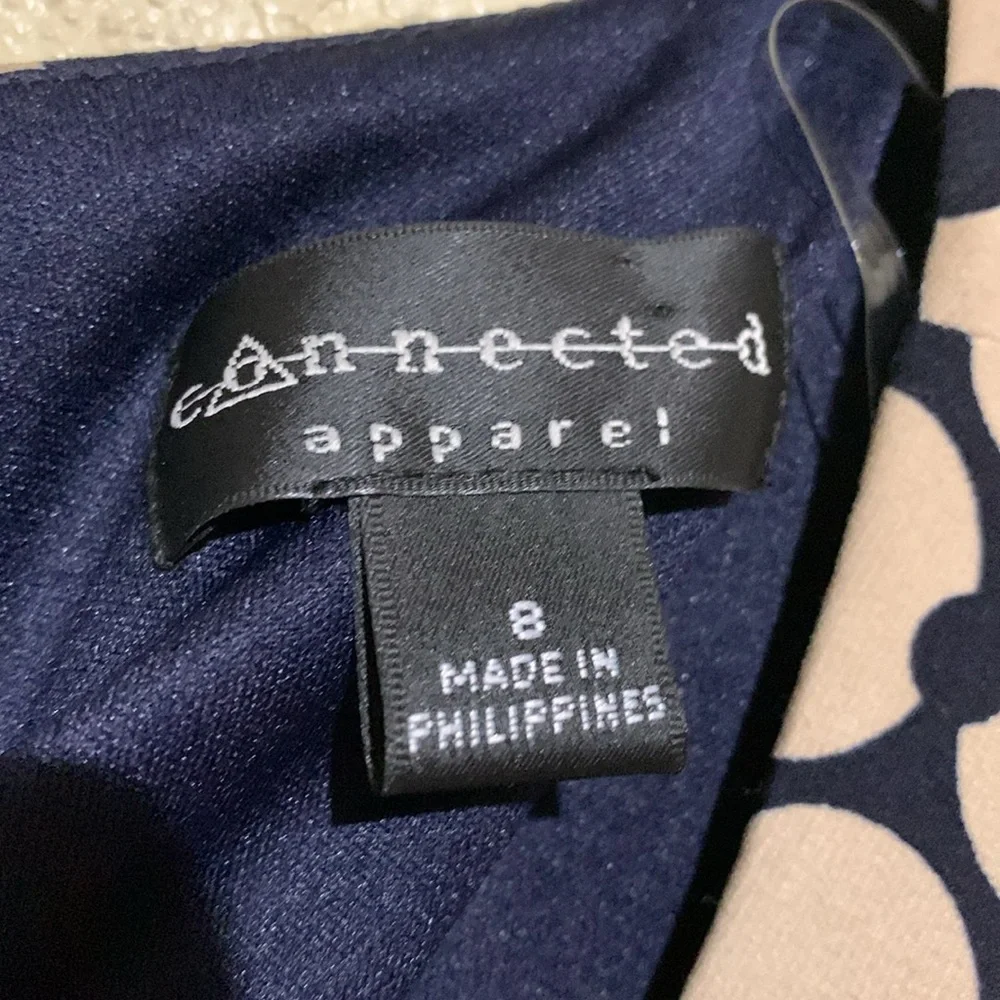 connected
apparel
8
MADE IN
PHILIPPINES